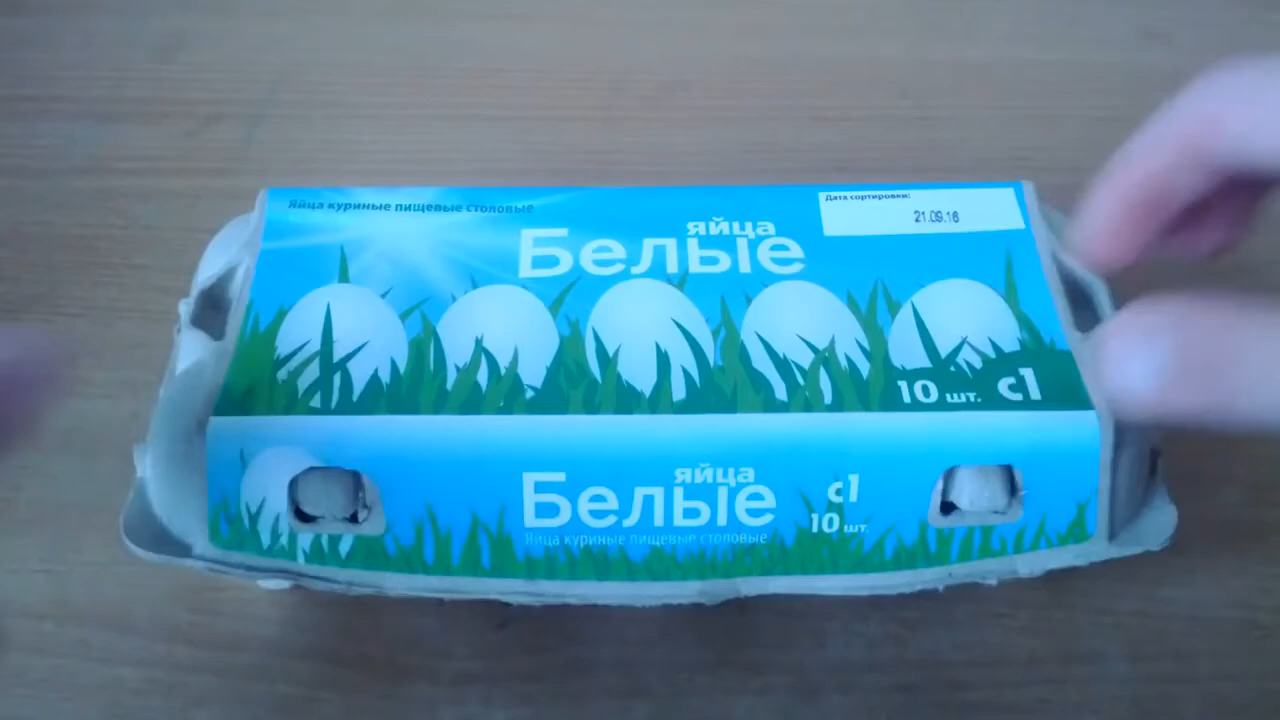 Яйца куриные пищевые столовые
Дата сортировки:
21.09.16
яйца
Белые
10 шт. с1
яйца
Белые
с1
10 шт.
Яйца куриные пищевые столовые